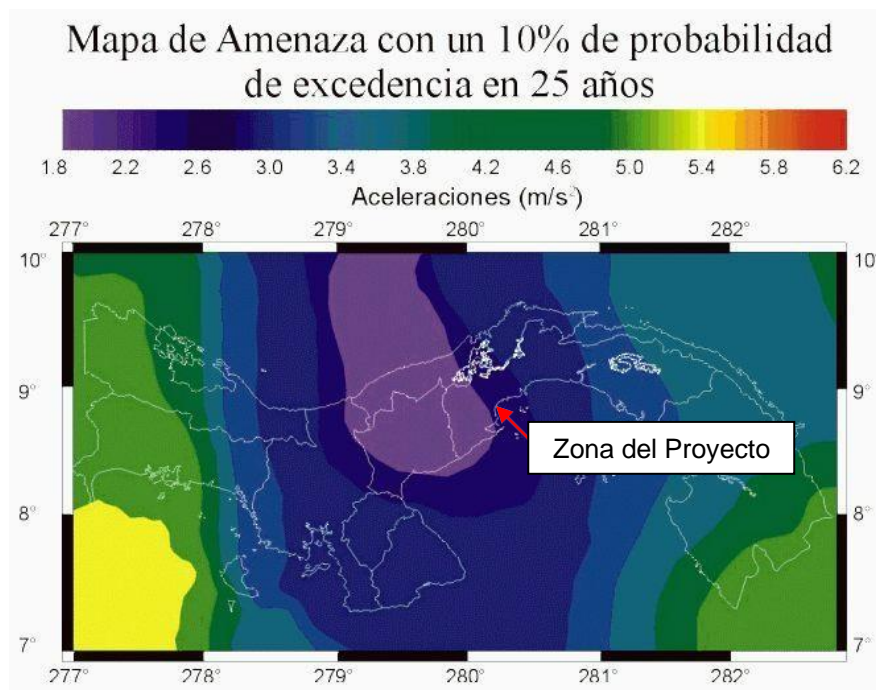 Mapa de Amenaza con un 10% de probabilidad
de excedencia en 25 años
1.8 2.2 2.6 3.0 3.4 3.8 4.2 4.6 5.0 5.4 5.8 6.2
Aceleraciones (m/s²)
277° 278° 279° 280° 281° 282°
10° 10°
9° 9°
Zona del Proyecto
8° 8°
7° 7°
277° 278° 279° 280° 281° 282°